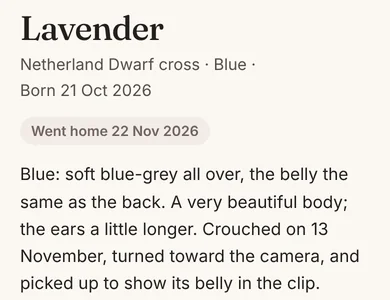 Lavender
Netherland Dwarf cross · Blue ·
Born 21 Oct 2026
Went home 22 Nov 2026
Blue: soft blue-grey all over, the belly the
same as the back. A very beautiful body;
the ears a little longer. Crouched on 13
November, turned toward the camera, and
picked up to show its belly in the clip.